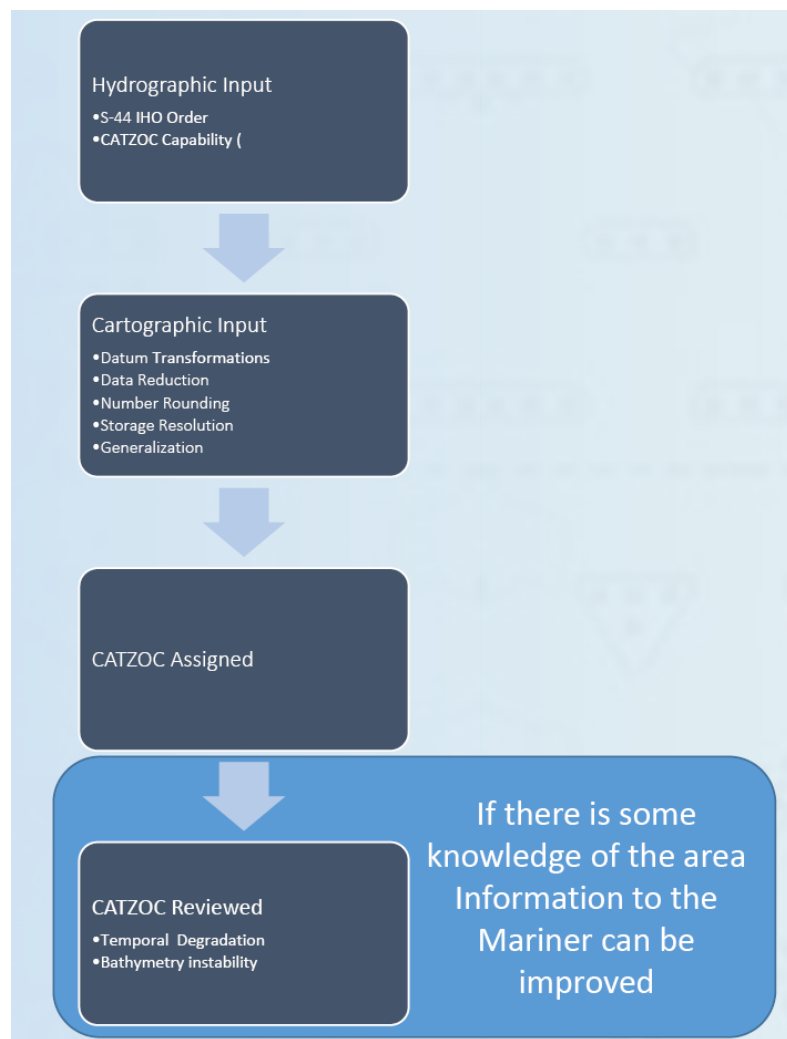 Hydrographic Input
•S-44 IHO Order
•CATZOC Capability (
Cartographic Input
•Datum Transformations
•Data Reduction
•Number Rounding
•Storage Resolution
•Generalization
CATZOC Assigned
CATZOC Reviewed
•Temporal Degradation
•Bathymetry instability
If there is some
knowledge of the area
Information to the
Mariner can be
improved